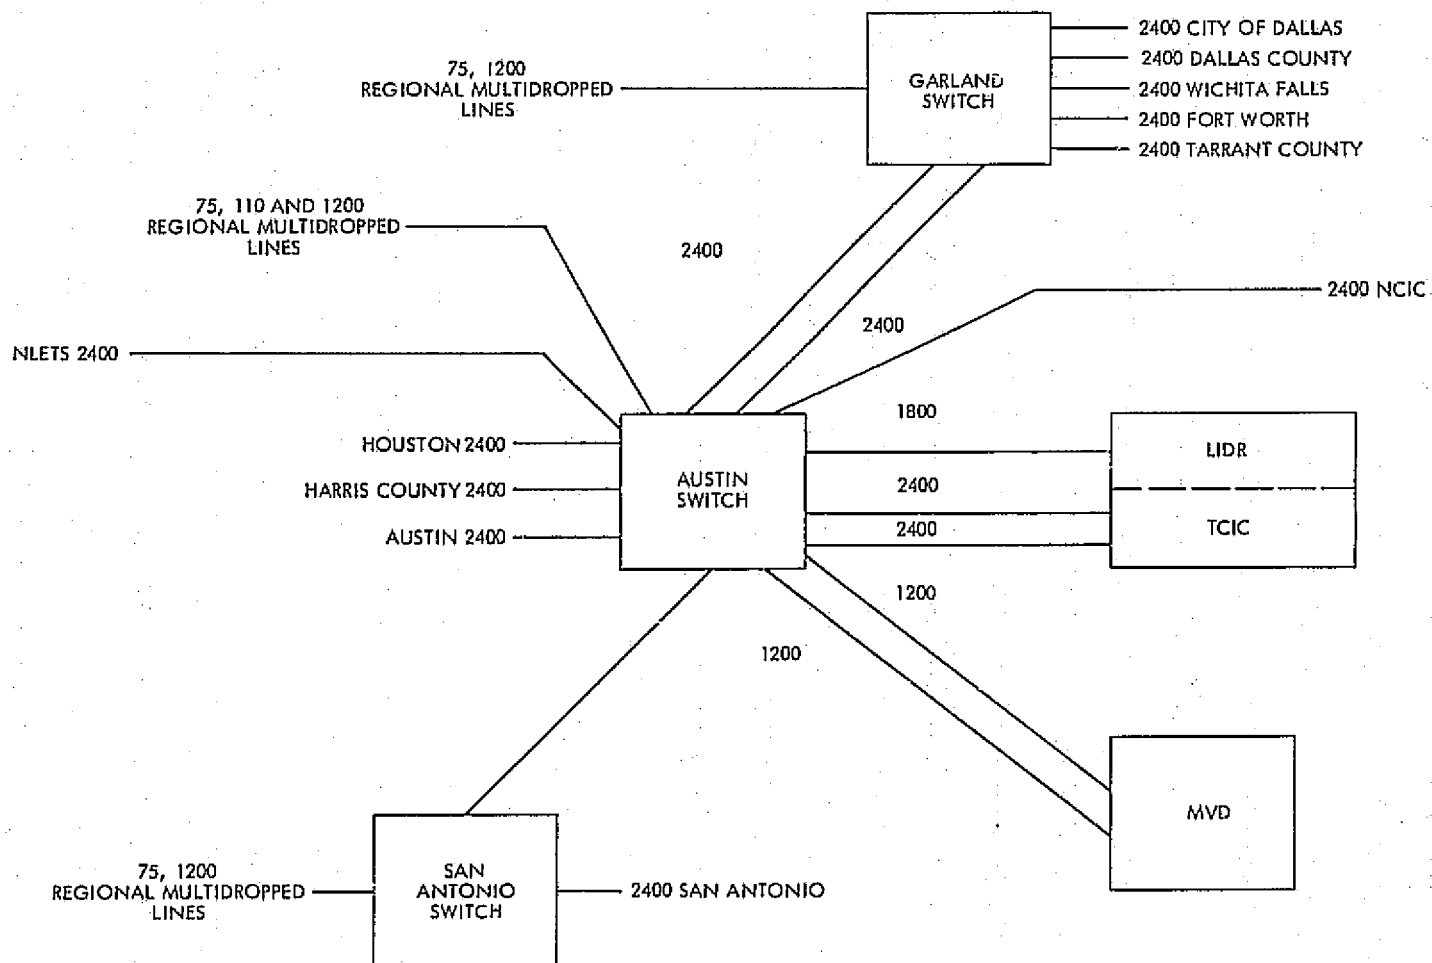 2400 CITY OF DALLAS
2400 DALLAS COUNTY
2400 WICHITA FALLS
2400 FORT WORTH
2400 TARRANT COUNTY
GARLAND
SWITCH
75, 1200
REGIONAL MULTIDROPPED
LINES
75, 110 AND 1200
REGIONAL MULTIDROPPED
LINES
2400
2400
2400 NCIC
NLETS 2400
HOUSTON 2400
HARRIS COUNTY 2400
AUSTIN 2400
AUSTIN
SWITCH
1800
2400
2400
LIDR
TCIC
1200
1200
MVD
75, 1200
REGIONAL MULTIDROPPED
LINES
SAN
ANTONIO
SWITCH
2400 SAN ANTONIO